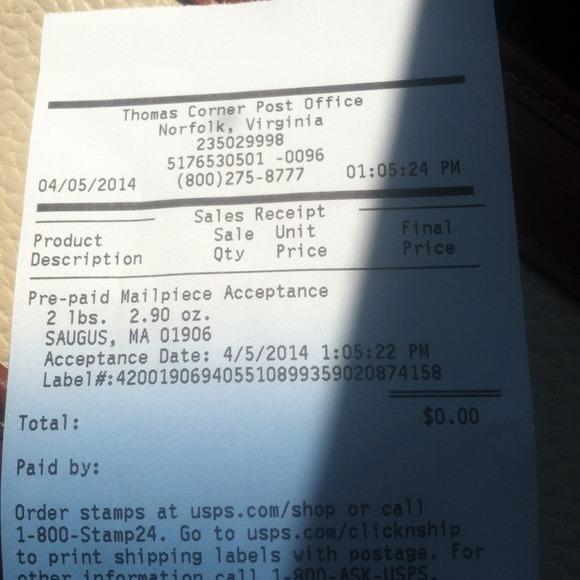 Thomas Corner Post Office
Norfolk, Virginia
235029998
5176530501 -0096
04/05/2014 (800)275-8777 01:05:24 PM
Sales Receipt
Product Sale Unit Final
Description Qty Price Price
Pre-paid Mailpiece Acceptance
2 lbs. 2.90 oz.
SAUGUS, MA 01906
Acceptance Date: 4/5/2014 1:05:22 PM
Label#:420019069405510899359020874158
Total: $0.00
Paid by:
Order stamps at usps.com/shop or call
1-800-Stamp24. Go to usps.com/clicknship
to print shipping labels with postage. For
other information call 1-800-ASK-USPS.